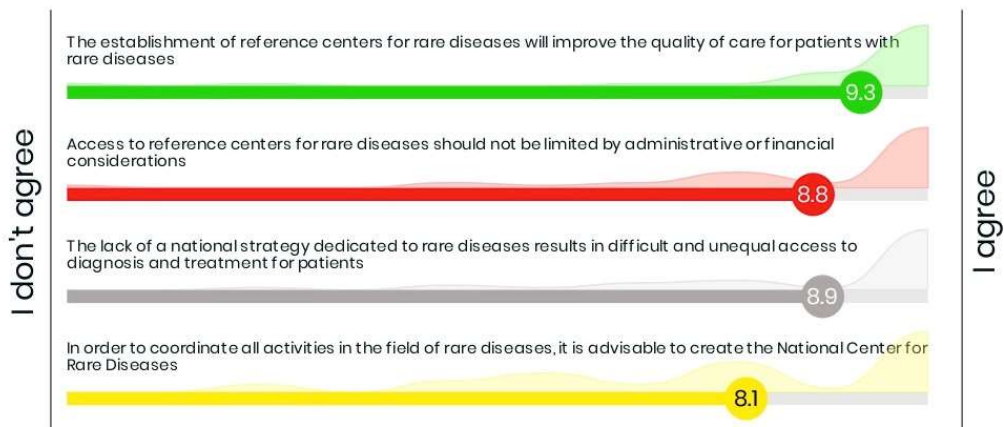 I don't agree
The establishment of reference centers for rare diseases will improve the quality of care for patients with
rare diseases
9.3
Access to reference centers for rare diseases should not be limited by administrative or financial
considerations
8.8
The lack of a national strategy dedicated to rare diseases results in difficult and unequal access to
diagnosis and treatment for patients
8.9
In order to coordinate all activities in the field of rare diseases, it is advisable to create the National Center for
Rare Diseases
8.1
I agree